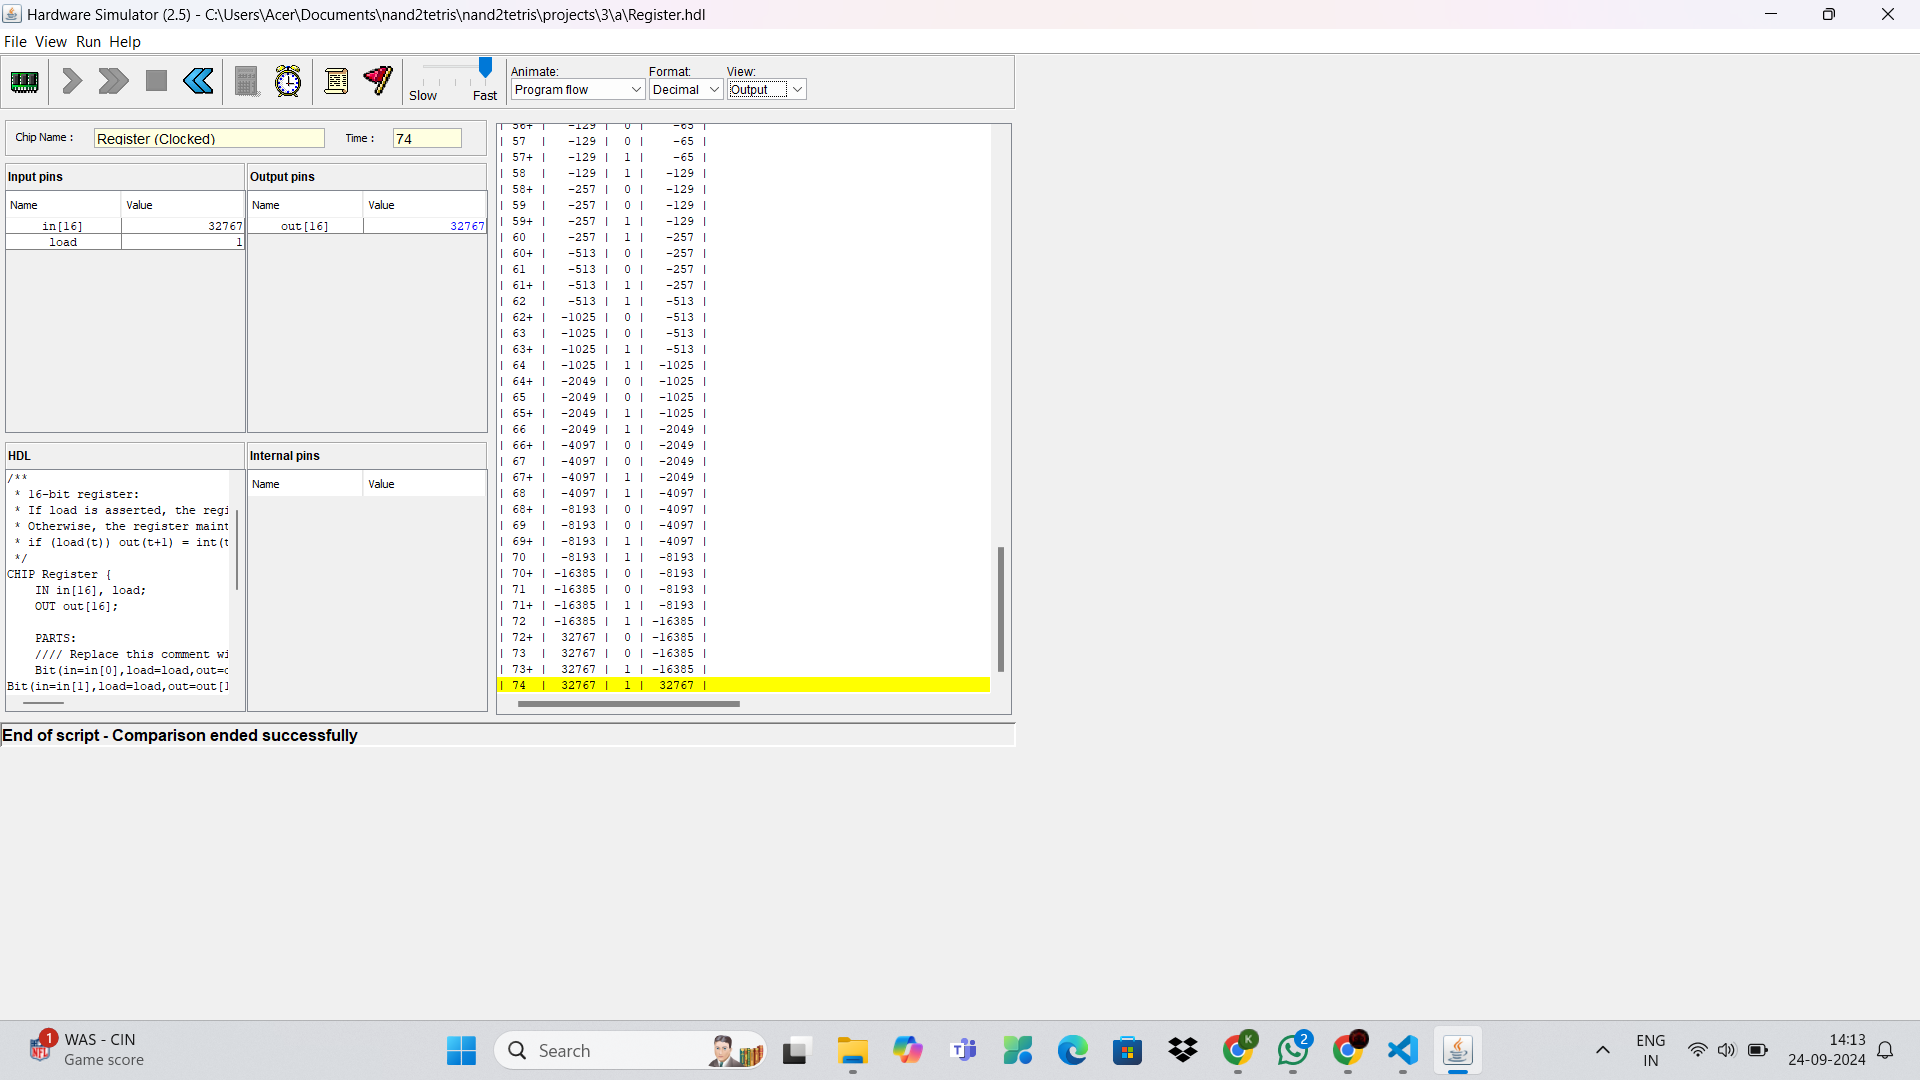 Hardware Simulator (2.5) - C:\Users\Acer\Documents\nand2tetris\nand2tetris\projects\3\a\Register.hdl
File View Run Help
Slow Fast
Animate: Format: View:
Program flow Decimal Output
Chip Name : Register (Clocked) Time : 74
Input pins
Name Value
in[16] 32767
load 1
Output pins
Name Value
out[16] 32767
HDL
/**
* 16-bit register:
* If load is asserted, the regi
* Otherwise, the register maint
* if (load(t)) out(t+1) = int(t
*/
CHIP Register {
IN in[16], load;
OUT out[16];
PARTS:
//// Replace this comment wi
Bit(in=in[0],load=load,out=o
Bit(in=in[1],load=load,out=out[1
Internal pins
Name Value
| 56+ | -129 | 0 | -65 |
| 57 | -129 | 0 | -65 |
| 57+ | -129 | 1 | -65 |
| 58 | -129 | 1 | -129 |
| 58+ | -257 | 0 | -129 |
| 59 | -257 | 0 | -129 |
| 59+ | -257 | 1 | -129 |
| 60 | -257 | 1 | -257 |
| 60+ | -513 | 0 | -257 |
| 61 | -513 | 0 | -257 |
| 61+ | -513 | 1 | -257 |
| 62 | -513 | 1 | -513 |
| 62+ | -1025 | 0 | -513 |
| 63 | -1025 | 0 | -513 |
| 63+ | -1025 | 1 | -513 |
| 64 | -1025 | 1 | -1025 |
| 64+ | -2049 | 0 | -1025 |
| 65 | -2049 | 0 | -1025 |
| 65+ | -2049 | 1 | -1025 |
| 66 | -2049 | 1 | -2049 |
| 66+ | -4097 | 0 | -2049 |
| 67 | -4097 | 0 | -2049 |
| 67+ | -4097 | 1 | -2049 |
| 68 | -4097 | 1 | -4097 |
| 68+ | -8193 | 0 | -4097 |
| 69 | -8193 | 0 | -4097 |
| 69+ | -8193 | 1 | -4097 |
| 70 | -8193 | 1 | -8193 |
| 70+ | -16385 | 0 | -8193 |
| 71 | -16385 | 0 | -8193 |
| 71+ | -16385 | 1 | -8193 |
| 72 | -16385 | 1 | -16385 |
| 72+ | 32767 | 0 | -16385 |
| 73 | 32767 | 0 | -16385 |
| 73+ | 32767 | 1 | -16385 |
| 74 | 32767 | 1 | 32767 |
End of script - Comparison ended successfully
1 WAS - CIN
Game score
Search
K
2
ENG
IN
14:13
24-09-2024